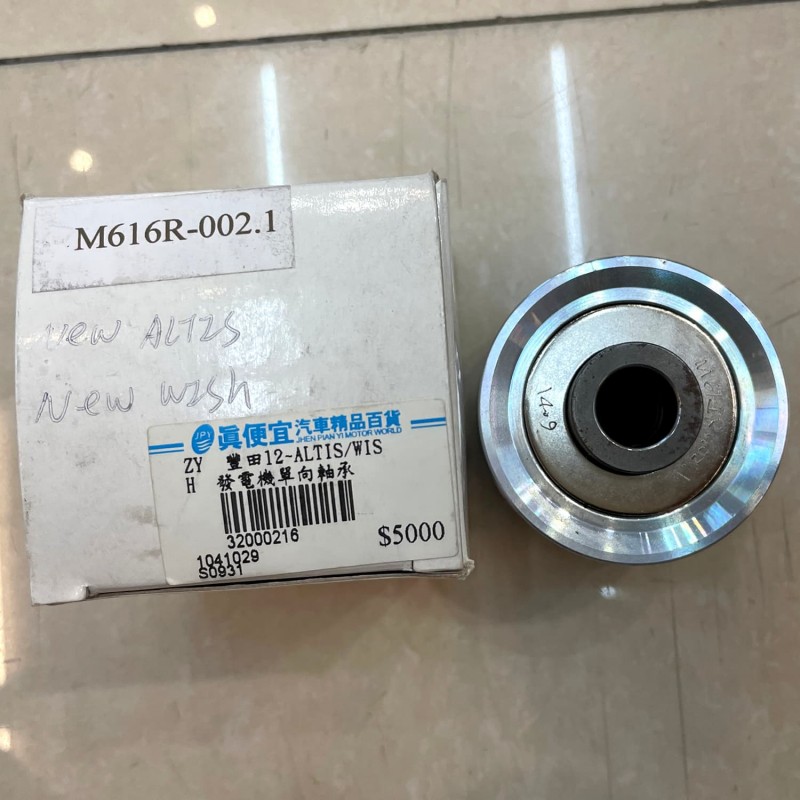 M616R-002.1
New ALTIS
New WISh
JPY 眞便宜汽車精品百貨
JHEN PIAN YI MOTOR WORLD
ZY 豐田12~ALTIS/WIS
H 發電機單向軸承
32000216
$5000
1041029
S0931
14.9